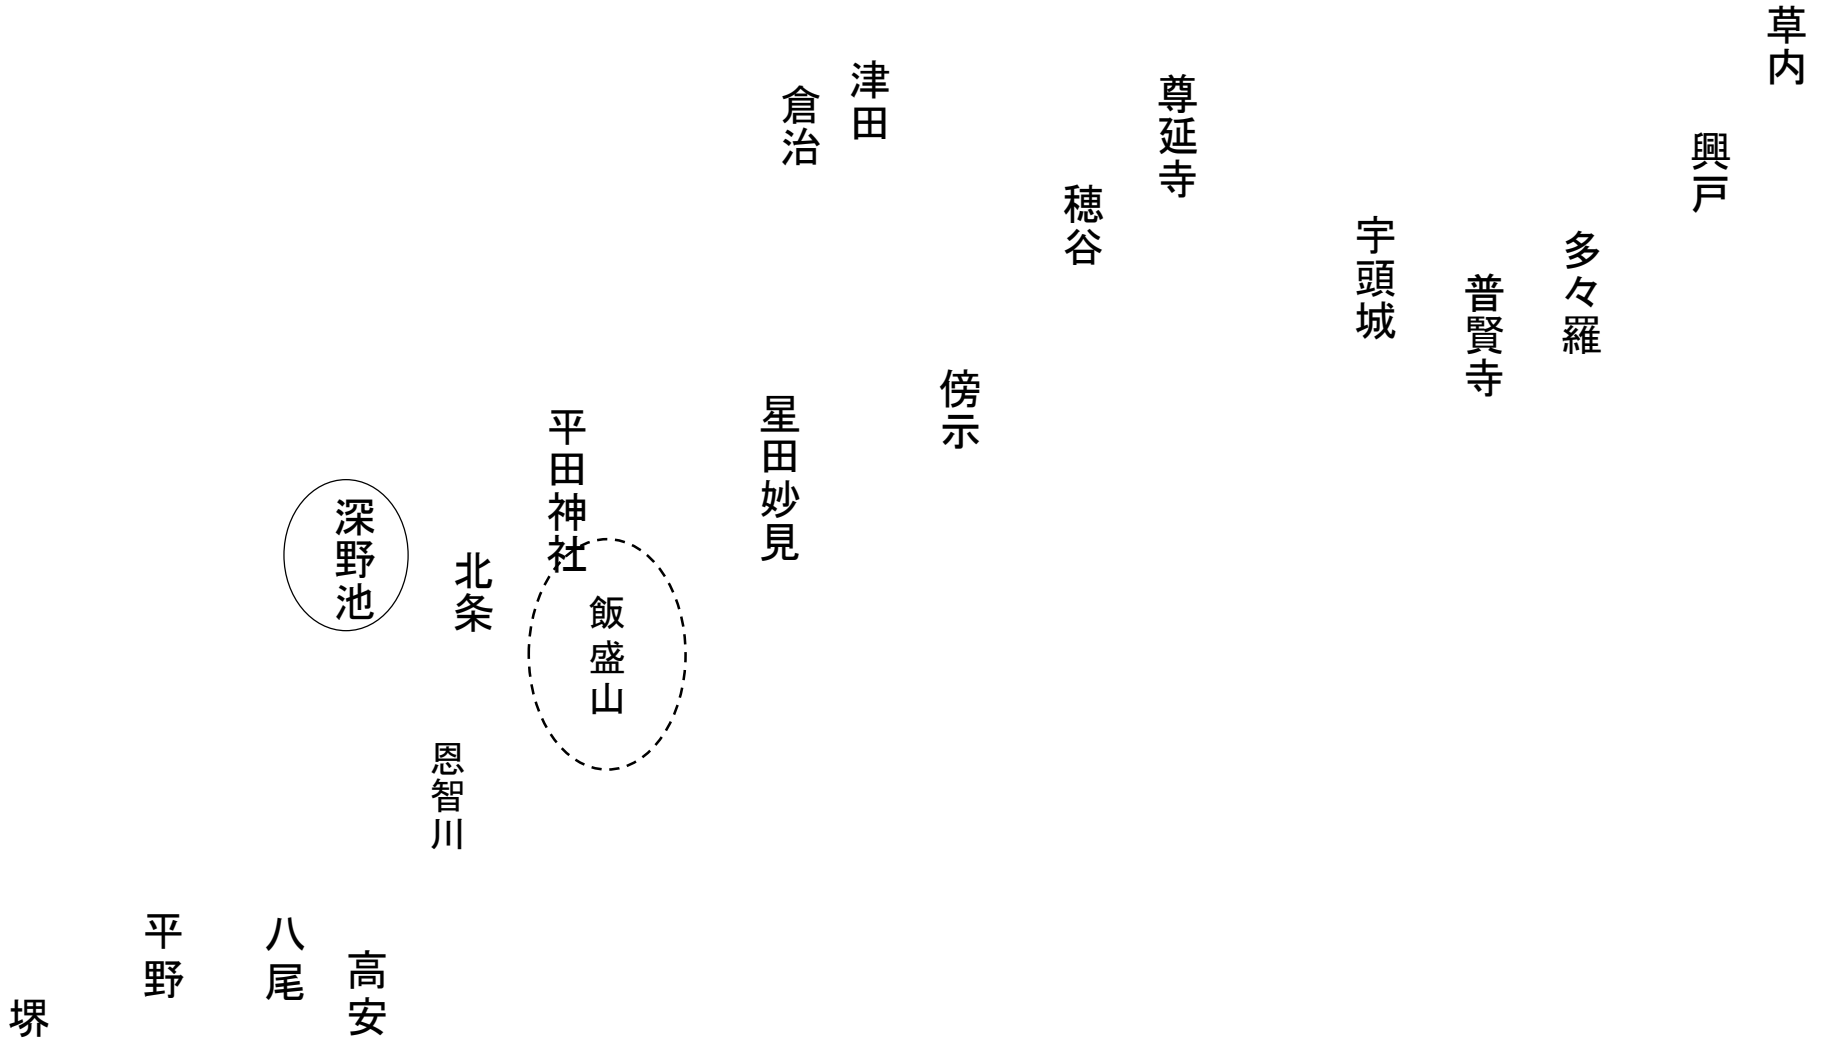 草内
興戸
多々羅
普賢寺
宇頭城
尊延寺
穂谷
傍示
津田
倉治
星田妙見
平田神社
飯盛山
北条
深野池
恩智川
高安
八尾
平野
堺